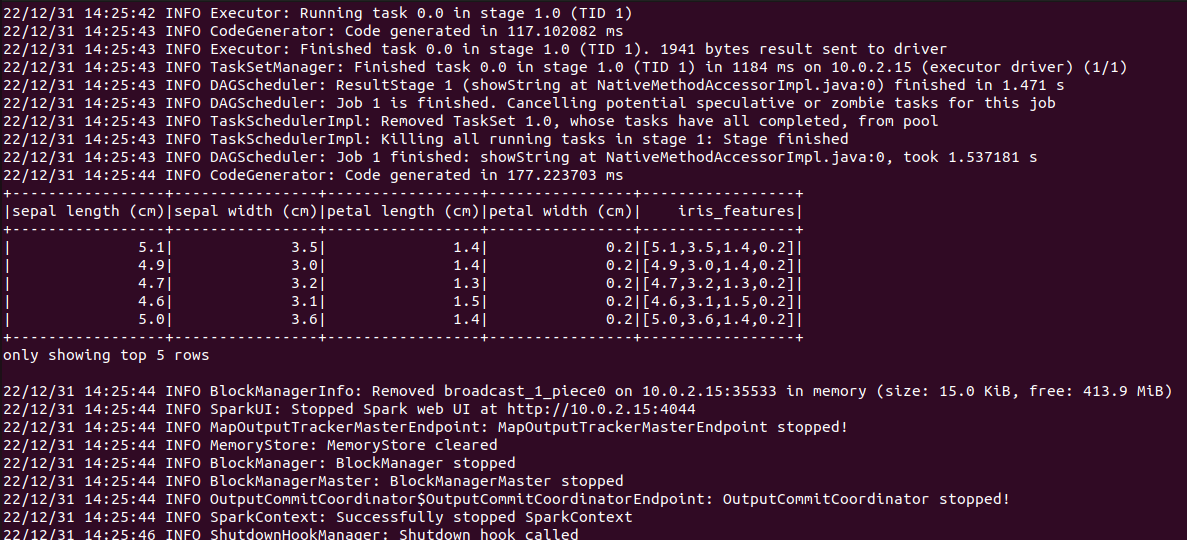 22/12/31 14:25:42 INFO Executor: Running task 0.0 in stage 1.0 (TID 1)
22/12/31 14:25:43 INFO CodeGenerator: Code generated in 117.102082 ms
22/12/31 14:25:43 INFO Executor: Finished task 0.0 in stage 1.0 (TID 1). 1941 bytes result sent to driver
22/12/31 14:25:43 INFO TaskSetManager: Finished task 0.0 in stage 1.0 (TID 1) in 1184 ms on 10.0.2.15 (executor driver) (1/1)
22/12/31 14:25:43 INFO DAGScheduler: ResultStage 1 (showString at NativeMethodAccessorImpl.java:0) finished in 1.471 s
22/12/31 14:25:43 INFO DAGScheduler: Job 1 is finished. Cancelling potential speculative or zombie tasks for this job
22/12/31 14:25:43 INFO TaskSchedulerImpl: Removed TaskSet 1.0, whose tasks have all completed, from pool
22/12/31 14:25:43 INFO TaskSchedulerImpl: Killing all running tasks in stage 1: Stage finished
22/12/31 14:25:43 INFO DAGScheduler: Job 1 finished: showString at NativeMethodAccessorImpl.java:0, took 1.537181 s
22/12/31 14:25:44 INFO CodeGenerator: Code generated in 177.223703 ms
+-----------------+----------------+-----------------+----------------+-----------------+
|sepal length (cm)|sepal width (cm)|petal length (cm)|petal width (cm)|    iris_features|
+-----------------+----------------+-----------------+----------------+-----------------+
|              5.1|             3.5|              1.4|             0.2|[5.1,3.5,1.4,0.2]|
|              4.9|             3.0|              1.4|             0.2|[4.9,3.0,1.4,0.2]|
|              4.7|             3.2|              1.3|             0.2|[4.7,3.2,1.3,0.2]|
|              4.6|             3.1|              1.5|             0.2|[4.6,3.1,1.5,0.2]|
|              5.0|             3.6|              1.4|             0.2|[5.0,3.6,1.4,0.2]|
+-----------------+----------------+-----------------+----------------+-----------------+
only showing top 5 rows
22/12/31 14:25:44 INFO BlockManagerInfo: Removed broadcast_1_piece0 on 10.0.2.15:35533 in memory (size: 15.0 KiB, free: 413.9 MiB)
22/12/31 14:25:44 INFO SparkUI: Stopped Spark web UI at http://10.0.2.15:4044
22/12/31 14:25:44 INFO MapOutputTrackerMasterEndpoint: MapOutputTrackerMasterEndpoint stopped!
22/12/31 14:25:44 INFO MemoryStore: MemoryStore cleared
22/12/31 14:25:44 INFO BlockManager: BlockManager stopped
22/12/31 14:25:44 INFO BlockManagerMaster: BlockManagerMaster stopped
22/12/31 14:25:44 INFO OutputCommitCoordinator$OutputCommitCoordinatorEndpoint: OutputCommitCoordinator stopped!
22/12/31 14:25:44 INFO SparkContext: Successfully stopped SparkContext
22/12/31 14:25:46 INFO ShutdownHookManager: Shutdown hook called